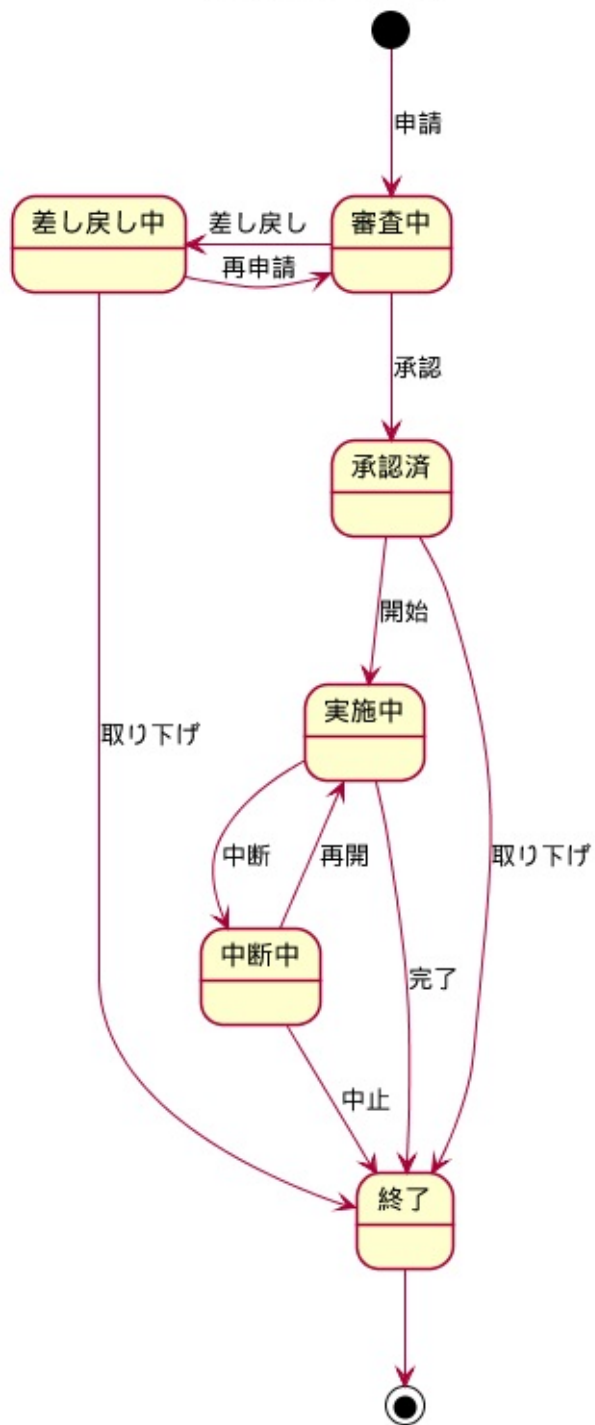 申請
差し戻し中
差し戻し
審査中
再申請
承認
承認済
開始
実施中
取り下げ
中断
再開
取り下げ
中断中
完了
中止
終了